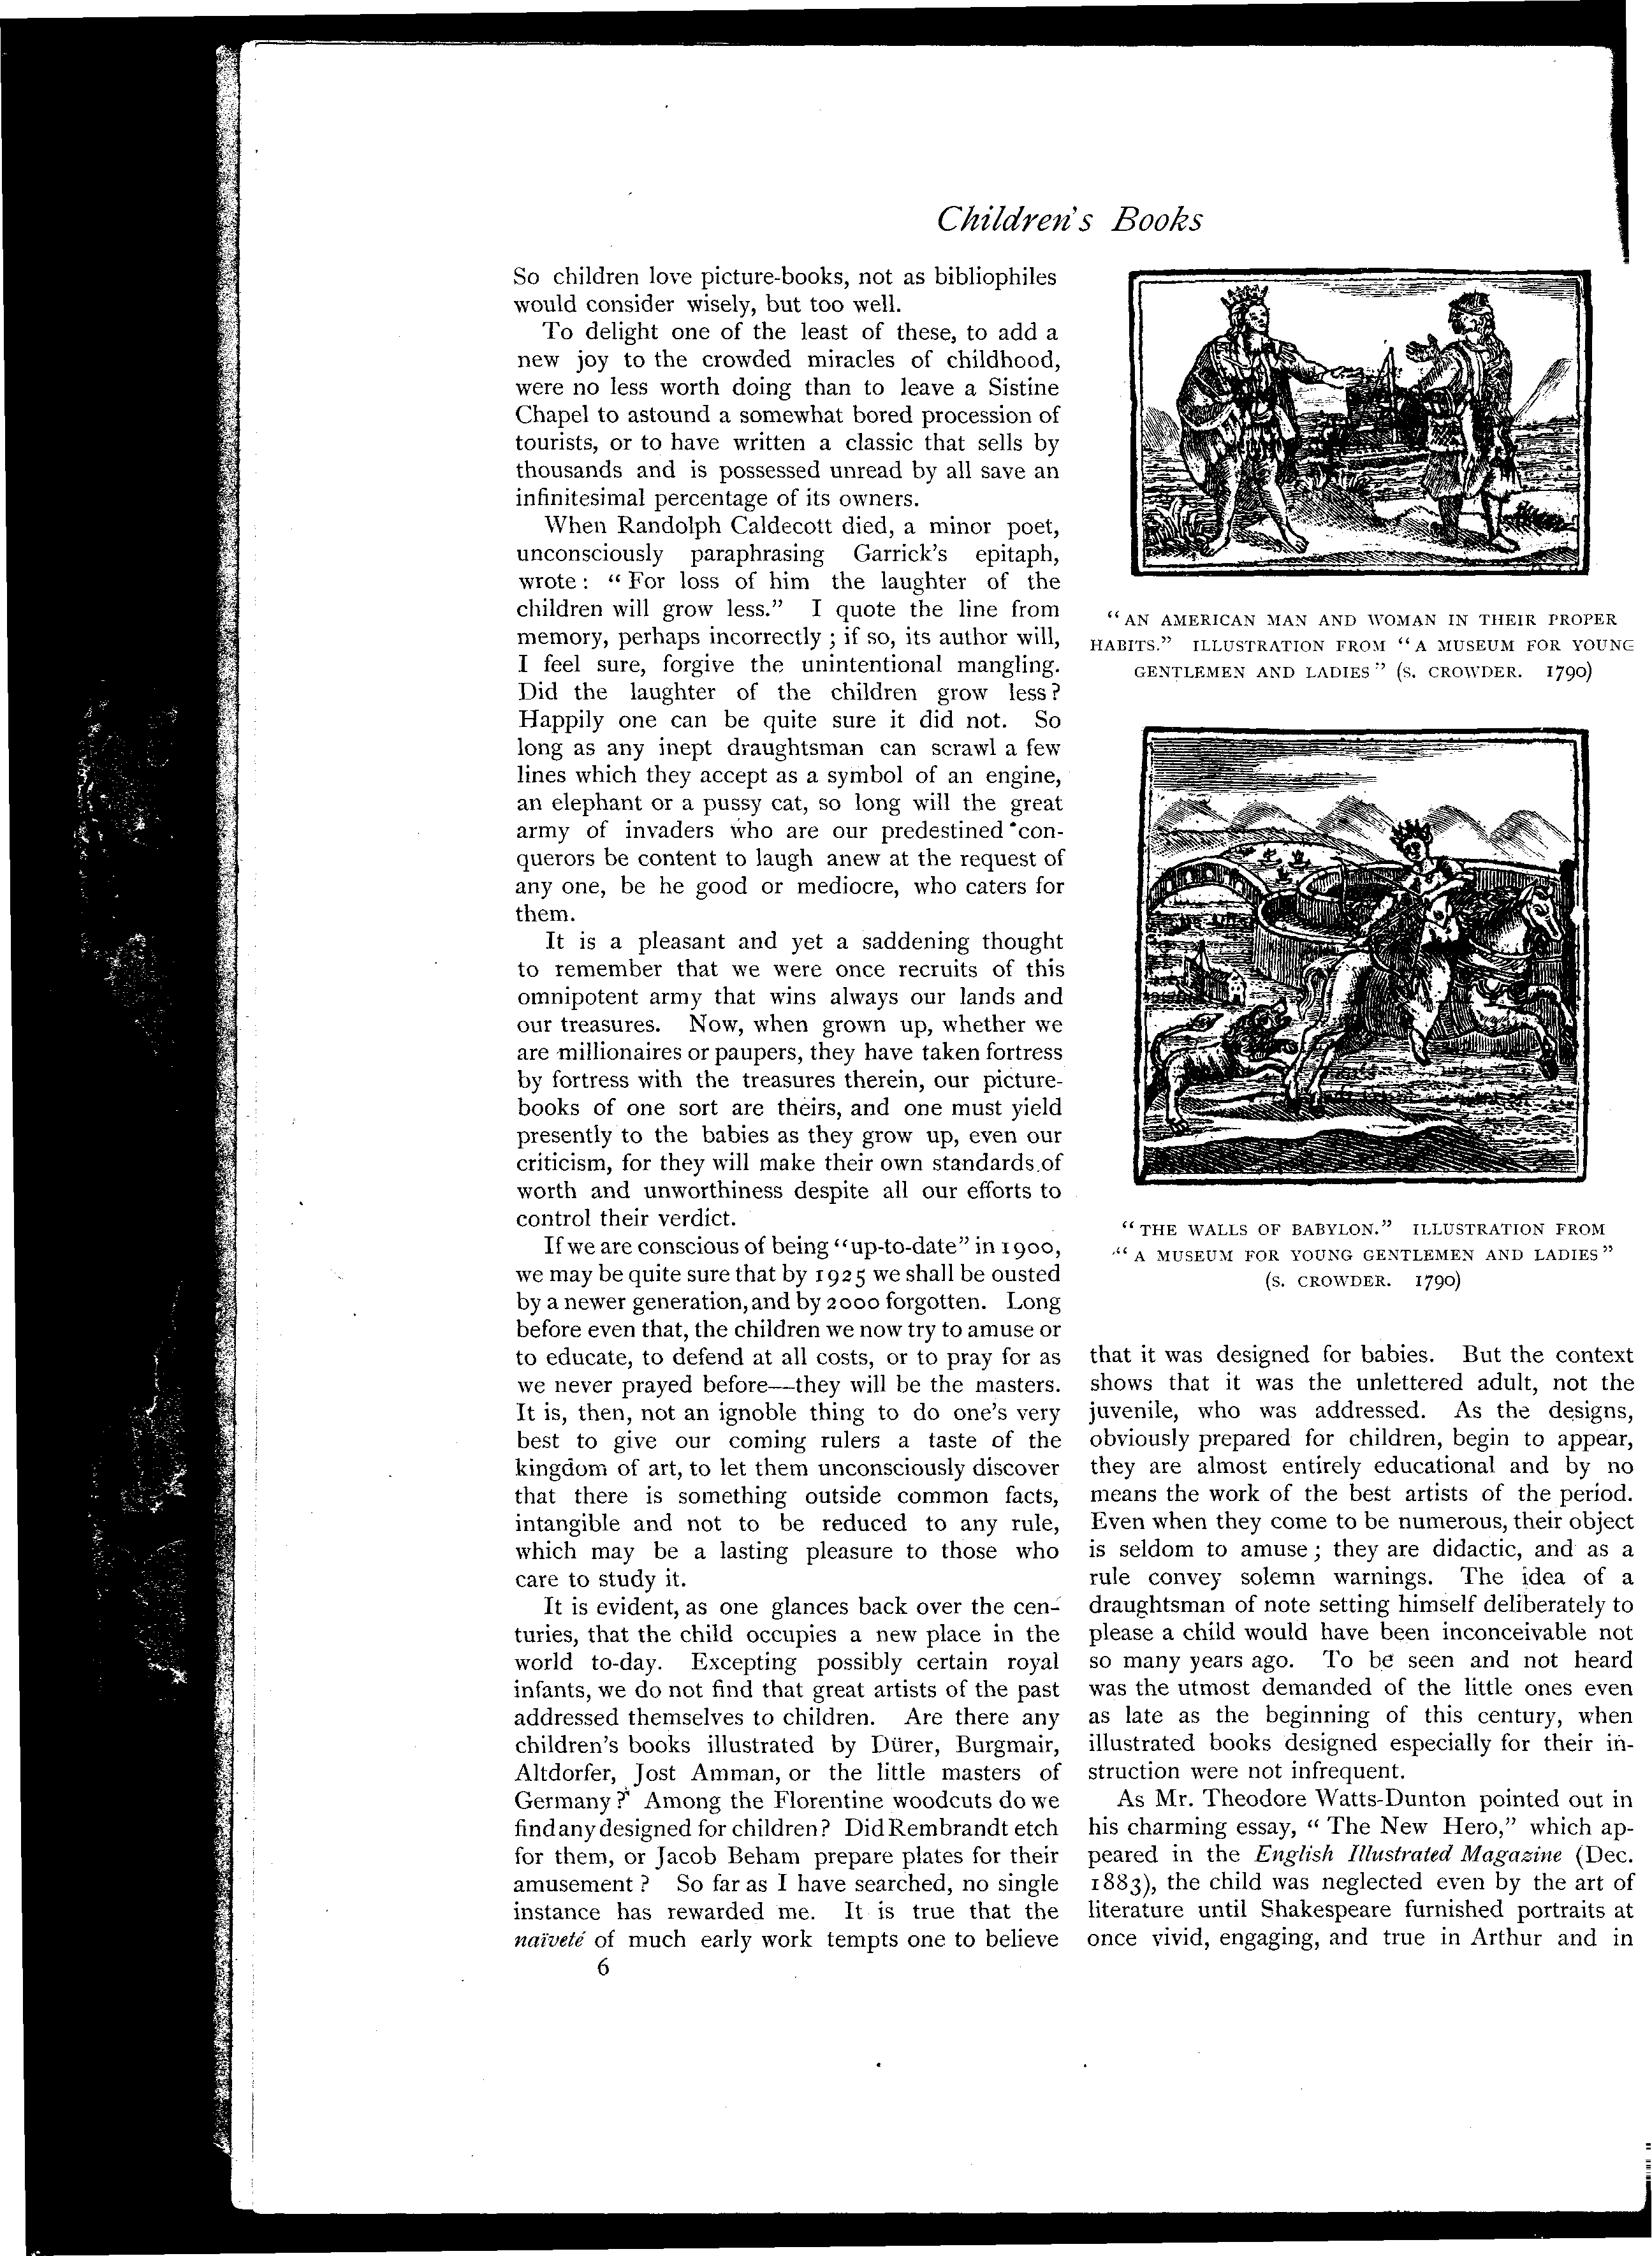 Children's Books
So children love picture-books, not as bibliophiles
would consider wisely, but too well.
To delight one of the least of these, to add a
new joy to the crowded miracles of childhood,
were no less worth doing than to leave a Sistine
Chapel to astound a somewhat bored procession of
tourists, or to have written a classic that sells by
thousands and is possessed unread by all save an
infinitesimal percentage of its owners.
When Randolph Caldecott died, a minor poet,
unconsciously paraphrasing Garrick's epitaph,
wrote: "For loss of him the laughter of the
children will grow less." I quote the line from
memory, perhaps incorrectly; if so, its author will,
I feel sure, forgive the unintentional mangling.
Did the laughter of the children grow less?
Happily one can be quite sure it did not. So
long as any inept draughtsman can scrawl a few
lines which they accept as a symbol of an engine,
an elephant or a pussy cat, so long will the great
army of invaders who are our predestined con-
querors be content to laugh anew at the request of
any one, be he good or mediocre, who caters for
them.
It is a pleasant and yet a saddening thought
to remember that we were once recruits of this
omnipotent army that wins always our lands and
our treasures. Now, when grown up, whether we
are millionaires or paupers, they have taken fortress
by fortress with the treasures therein, our picture-
books of one sort are theirs, and one must yield
presently to the babies as they grow up, even our
criticism, for they will make their own standards of
worth and unworthiness despite all our efforts to
control their verdict.
If we are conscious of being "up-to-date" in 1900,
we may be quite sure that by 1925 we shall be ousted
by a newer generation, and by 2000 forgotten. Long
before even that, the children we now try to amuse or
to educate, to defend at all costs, or to pray for as
we never prayed before—they will be the masters.
It is, then, not an ignoble thing to do one's very
best to give our coming rulers a taste of the
kingdom of art, to let them unconsciously discover
that there is something outside common facts,
intangible and not to be reduced to any rule,
which may be a lasting pleasure to those who
care to study it.
It is evident, as one glances back over the cen-
turies, that the child occupies a new place in the
world to-day. Excepting possibly certain royal
infants, we do not find that great artists of the past
addressed themselves to children. Are there any
children's books illustrated by Dürer, Burgmair,
Altdorfer, Jost Amman, or the little masters of
Germany? Among the Florentine woodcuts do we
find any designed for children? Did Rembrandt etch
for them, or Jacob Beham prepare plates for their
amusement? So far as I have searched, no single
instance has rewarded me. It is true that the
naïveté of much early work tempts one to believe
6
"AN AMERICAN MAN AND WOMAN IN THEIR PROPER
HABITS." ILLUSTRATION FROM "A MUSEUM FOR YOUNG
GENTLEMEN AND LADIES" (S. CROWDER. 1790)
"THE WALLS OF BABYLON." ILLUSTRATION FROM
"A MUSEUM FOR YOUNG GENTLEMEN AND LADIES"
(S. CROWDER. 1790)
that it was designed for babies. But the context
shows that it was the unlettered adult, not the
juvenile, who was addressed. As the designs,
obviously prepared for children, begin to appear,
they are almost entirely educational and by no
means the work of the best artists of the period.
Even when they come to be numerous, their object
is seldom to amuse; they are didactic, and as a
rule convey solemn warnings. The idea of a
draughtsman of note setting himself deliberately to
please a child would have been inconceivable not
so many years ago. To be seen and not heard
was the utmost demanded of the little ones even
as late as the beginning of this century, when
illustrated books designed especially for their in-
struction were not infrequent.
As Mr. Theodore Watts-Dunton pointed out in
his charming essay, "The New Hero," which ap-
peared in the English Illustrated Magazine (Dec.
1883), the child was neglected even by the art of
literature until Shakespeare furnished portraits at
once vivid, engaging, and true in Arthur and in